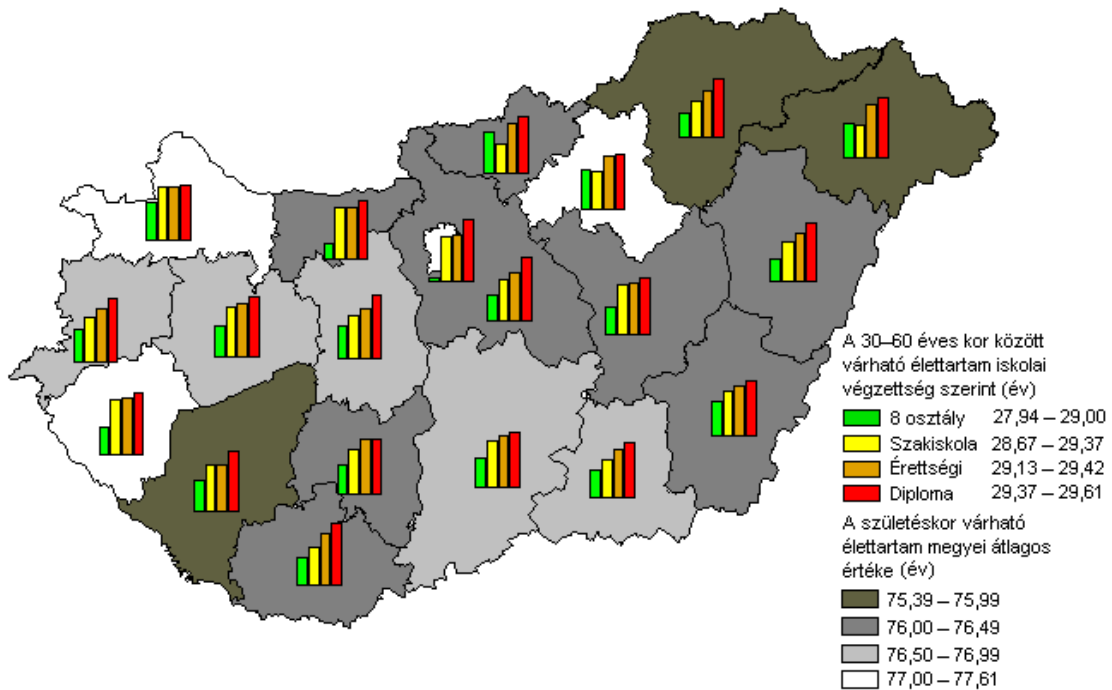 A 30–60 éves kor között
várható élettartam iskolai
végzettség szerint (év)
8 osztály 27,94 – 29,00
Szakiskola 28,67 – 29,37
Érettségi 29,13 – 29,42
Diploma 29,37 – 29,61
A születéskor várható
élettartam megyei átlagos
értéke (év)
75,39 – 75,99
76,00 – 76,49
76,50 – 76,99
77,00 – 77,61